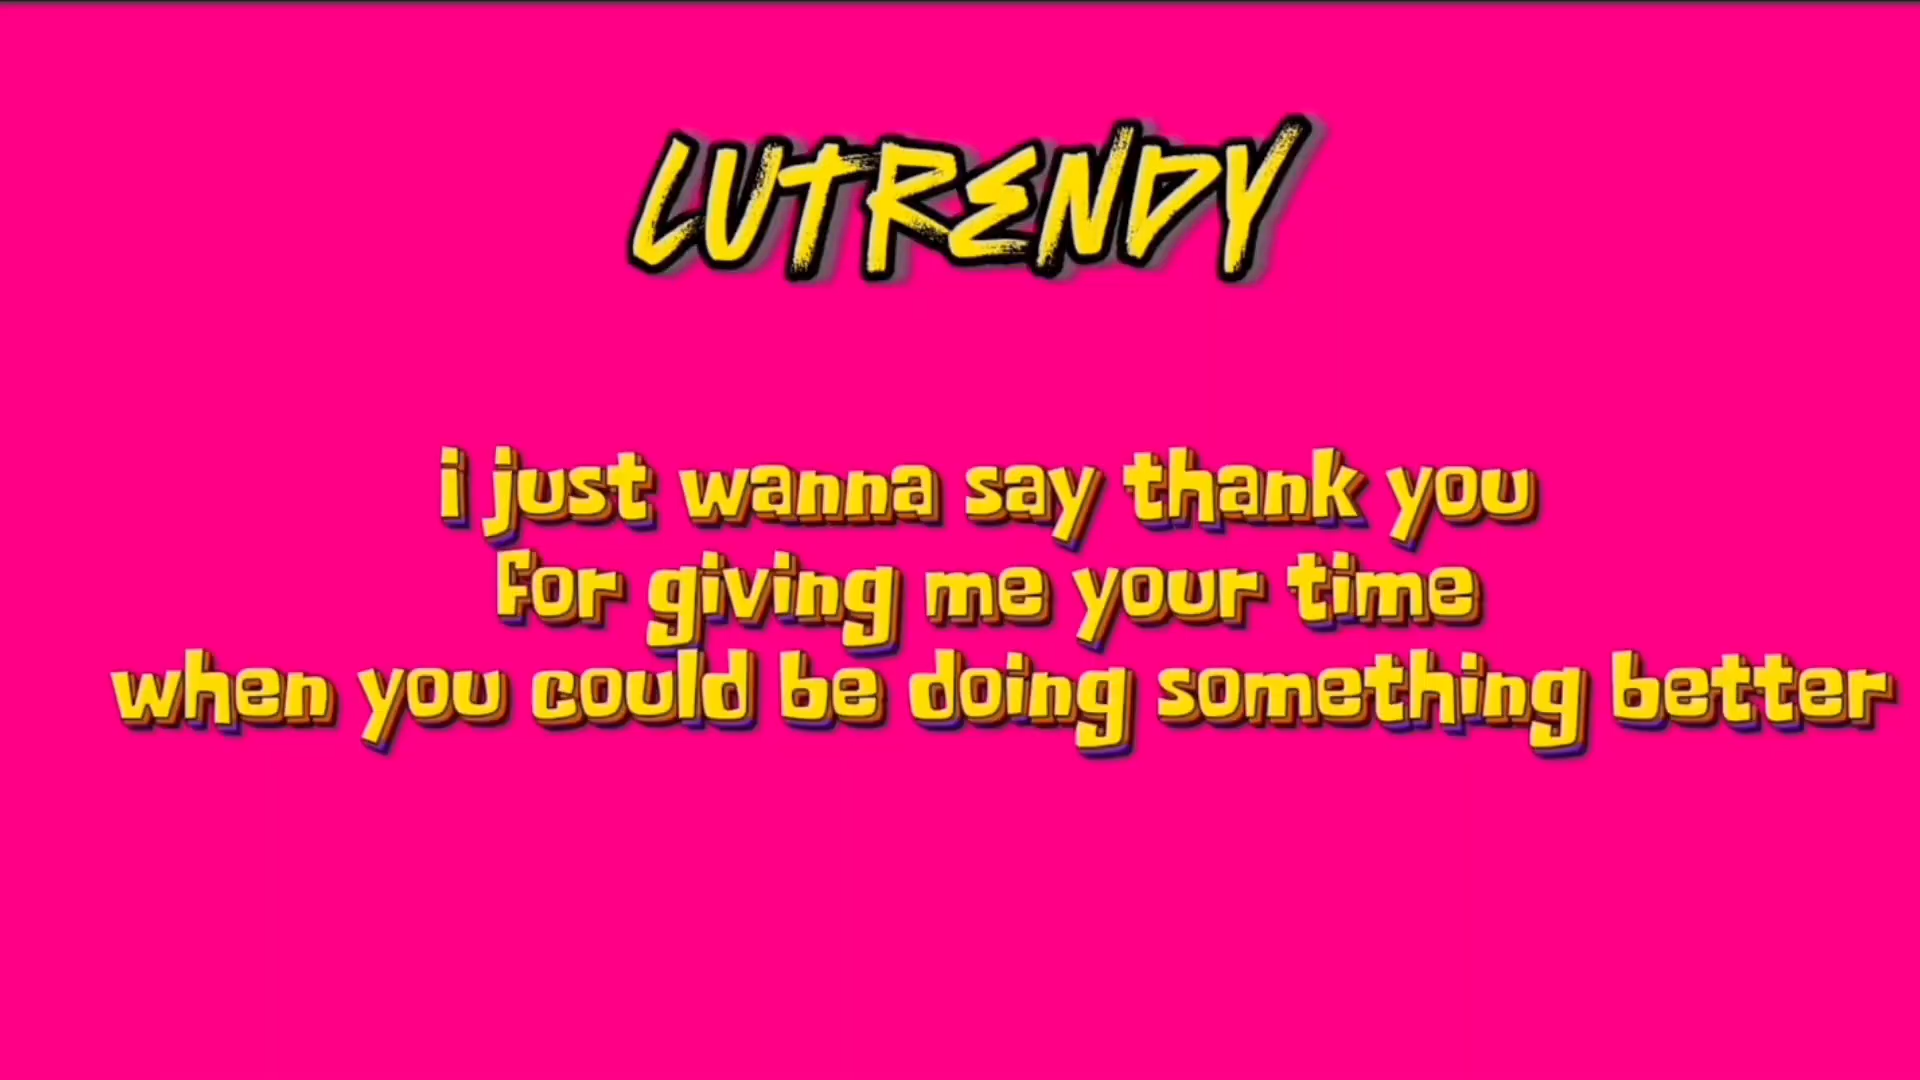 LUTRENDY
i just wanna say thank you
for giving me your time
when you could be doing something better